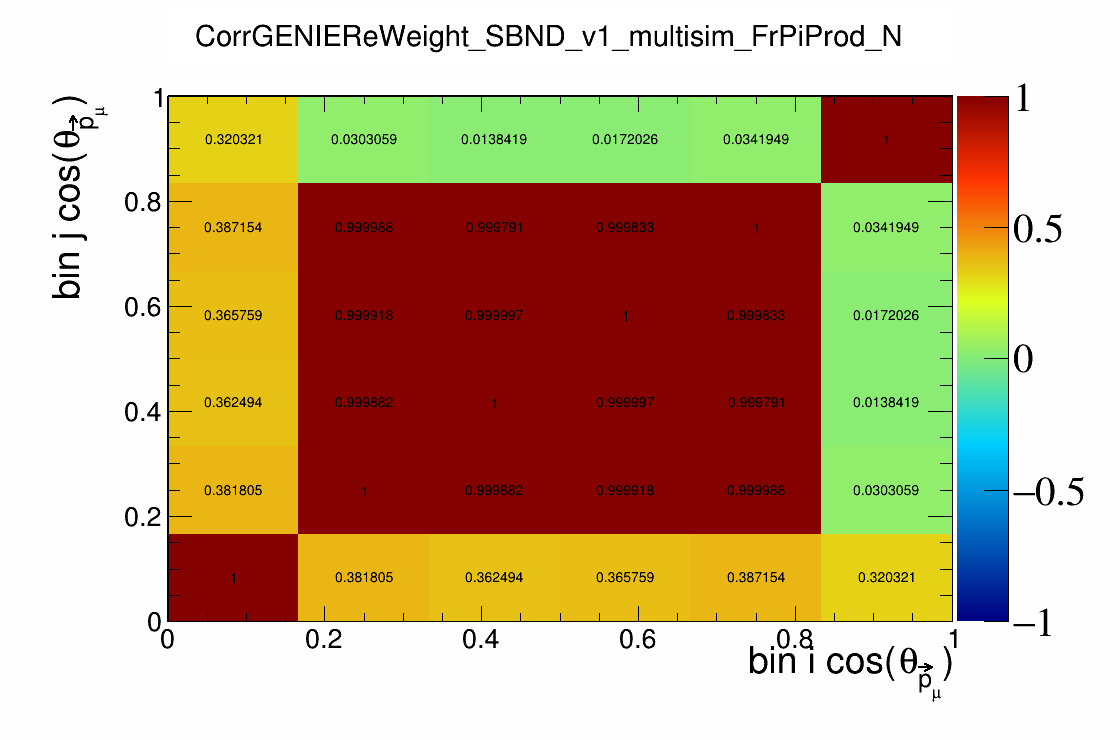 CorrGENIEReWeight_SBND_v1_multisim_FrPiProd_N
bin j cos(θ_p⃗_μ)
1
0.8
0.6
0.4
0.2
0
0.320321 0.0303059 0.0138419 0.0172026 0.0341949 1
0.387154 0.999988 0.999791 0.999833 1 0.0341949
0.365759 0.999918 0.999997 1 0.999833 0.0172026
0.362494 0.999882 1 0.999997 0.999791 0.0138419
0.381805 1 0.999882 0.999918 0.999988 0.0303059
1 0.381805 0.362494 0.365759 0.387154 0.320321
0 0.2 0.4 0.6 0.8 1
bin i cos(θ_p⃗_μ)
1
0.5
0
−0.5
−1